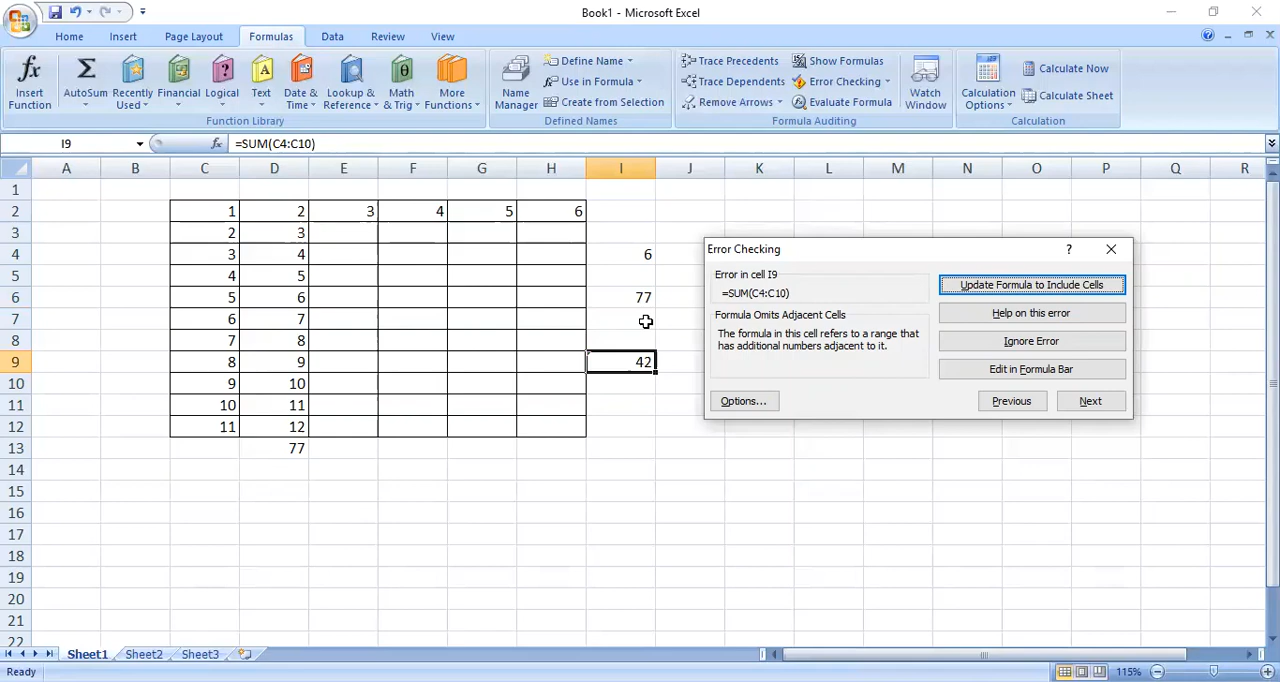 Book1 - Microsoft Excel
Home Insert Page Layout Formulas Data Review View
Insert Function
AutoSum
Recently Used
Financial
Logical
Text
Date & Time
Lookup & Reference
Math & Trig
More Functions
Function Library
Name Manager
Define Name
Use in Formula
Create from Selection
Defined Names
Trace Precedents
Trace Dependents
Remove Arrows
Show Formulas
Error Checking
Evaluate Formula
Formula Auditing
Watch Window
Calculation Options
Calculate Now
Calculate Sheet
Calculation
I9 fx =SUM(C4:C10)
A B C D E F G H I J K L M N O P Q R
1
2 1 2 3 4 5 6
3 2 3
4 3 4 6
5 4 5
6 5 6 77
7 6 7
8 7 8
9 8 9 42
10 9 10
11 10 11
12 11 12
13 77
14
15
16
17
18
19
20
21
22
Error Checking ?
Error in cell I9
=SUM(C4:C10)
Formula Omits Adjacent Cells
The formula in this cell refers to a range that
has additional numbers adjacent to it.
Update Formula to Include Cells
Help on this error
Ignore Error
Edit in Formula Bar
Options... Previous Next
Sheet1 Sheet2 Sheet3
Ready 115%